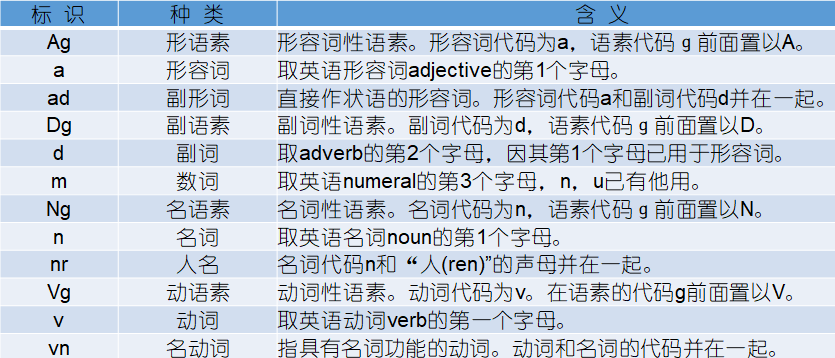 标 识 种 类 含 义
Ag 形语素 形容词性语素。形容词代码为a，语素代码 g 前面置以A。
a 形容词 取英语形容词adjective的第1个字母。
ad 副形词 直接作状语的形容词。形容词代码a和副词代码d并在一起。
Dg 副语素 副词性语素。副词代码为d，语素代码 g 前面置以D。
d 副词 取adverb的第2个字母，因其第1个字母已用于形容词。
m 数词 取英语numeral的第3个字母，n，u已有他用。
Ng 名语素 名词性语素。名词代码为n，语素代码 g 前面置以N。
n 名词 取英语名词noun的第1个字母。
nr 人名 名词代码n和“人(ren)”的声母并在一起。
Vg 动语素 动词性语素。动词代码为v。在语素的代码g前面置以V。
v 动词 取英语动词verb的第一个字母。
vn 名动词 指具有名词功能的动词。动词和名词的代码并在一起。